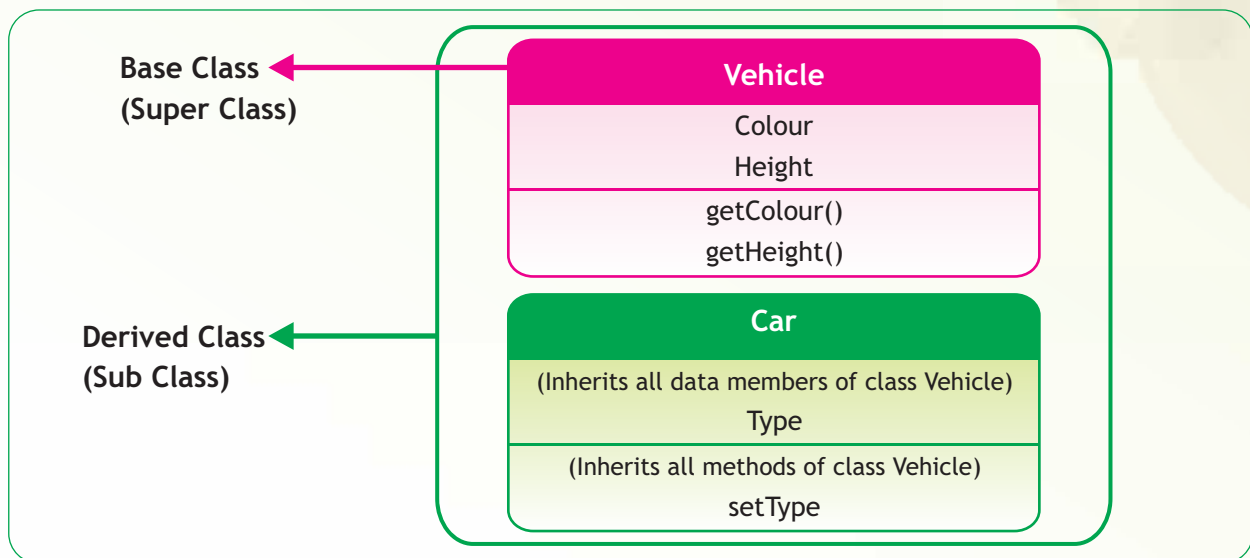 Base Class
(Super Class)
Vehicle
Colour
Height
getColour()
getHeight()
Derived Class
(Sub Class)
Car
(Inherits all data members of class Vehicle)
Type
(Inherits all methods of class Vehicle)
setType